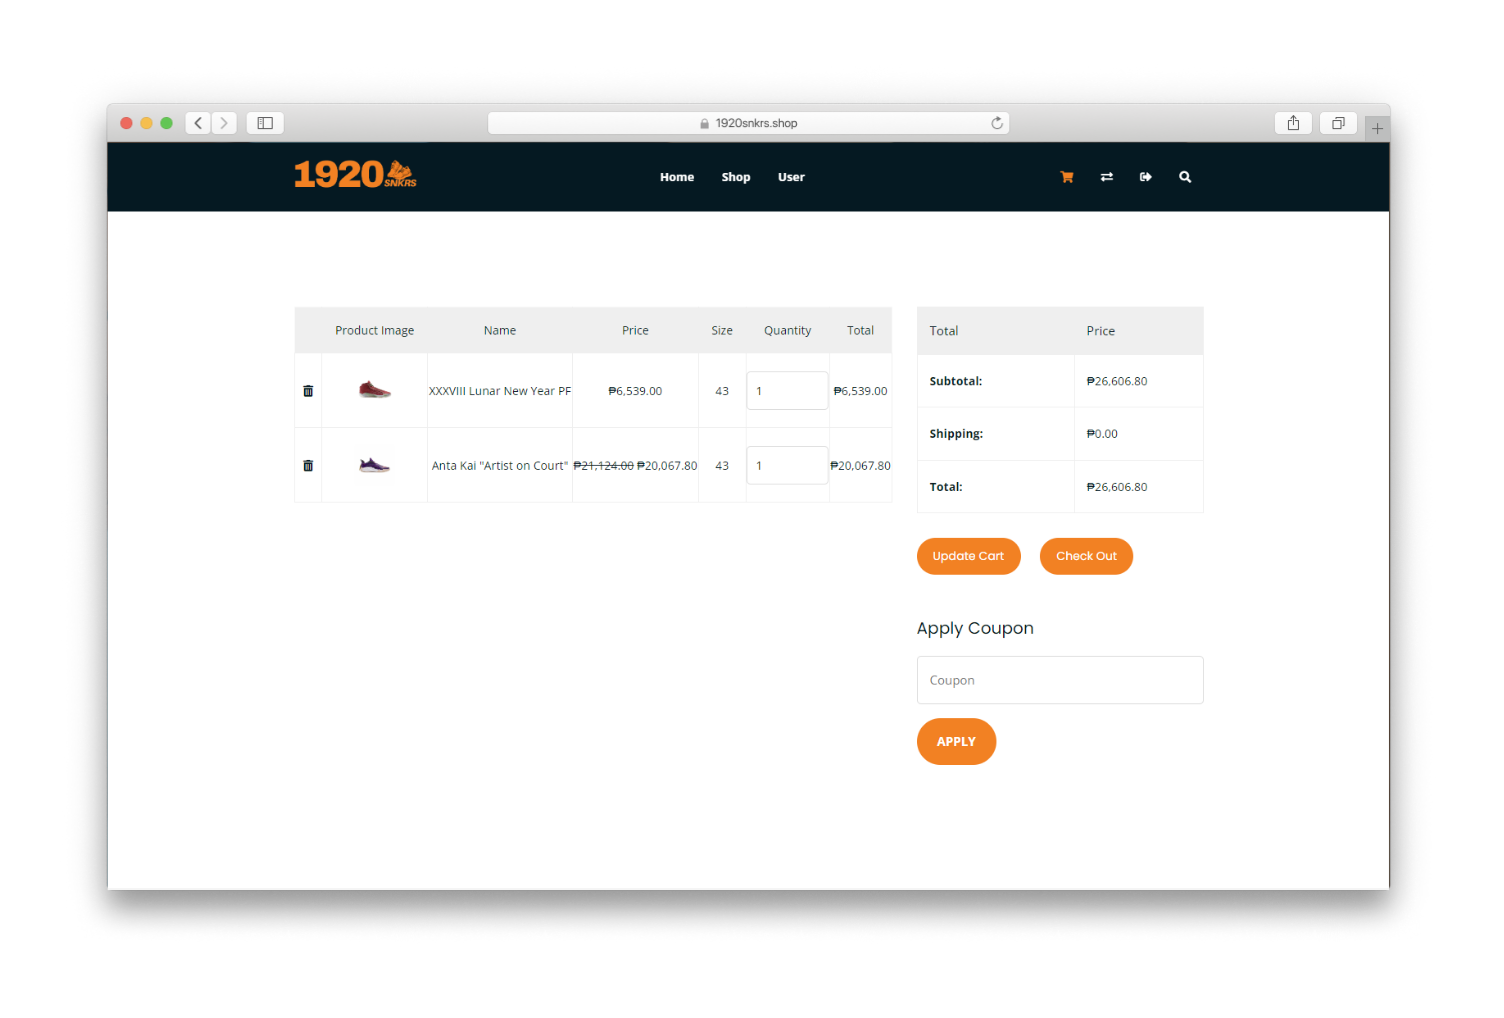 1920snkrs.shop
1920 SNKRS
Home Shop User
Product Image Name Price Size Quantity Total
XXXVIII Lunar New Year PF ₱6,539.00 43 1 ₱6,539.00
Anta Kai "Artist on Court" ₱21,124.00 ₱20,067.80 43 1 ₱20,067.80
Total Price
Subtotal: ₱26,606.80
Shipping: ₱0.00
Total: ₱26,606.80
Update Cart Check Out
Apply Coupon
Coupon
APPLY